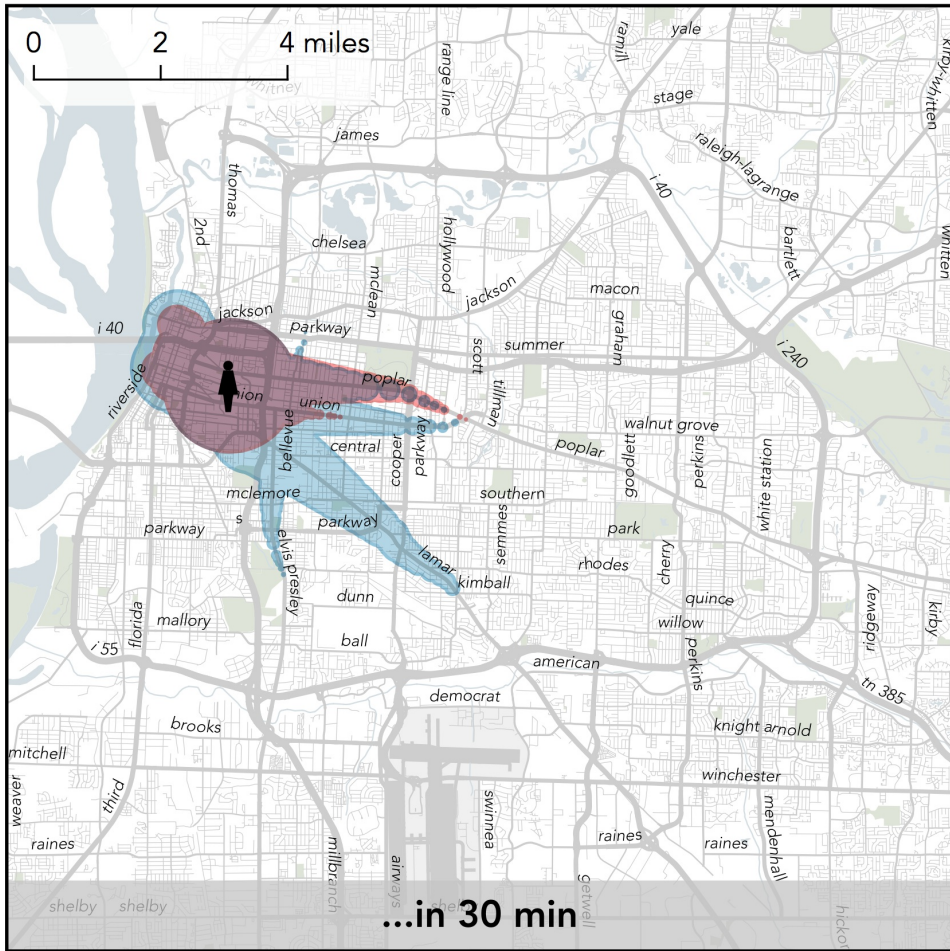 0 2 4 miles
whitney
yale
ramill
range line
kirby-whitten
stage
james
raleigh-lagrange
i 40
thomas
2nd
chelsea
hollywood
mclean
bartlett
whitten
jackson
macon
jackson
parkway
i 40
graham
summer
scott
i 240
poplar
tillman
riverside
union
bellevue
central
cooper
parkway
walnut grove
poplar
goodlett
perkins
white station
mclemore
southern
s
parkway
parkway
semmes
park
elvis presley
lamar
kimball
rhodes
cherry
dunn
quince
ridgeway
kirby
florida
mallory
willow
ball
i 55
american
perkins
tn 385
democrat
brooks
knight arnold
mitchell
winchester
weaver
third
swinnea
mendenhall
raines
raines
raines
millbranch
airways
getwell
shelby
shelby
...in 30 min